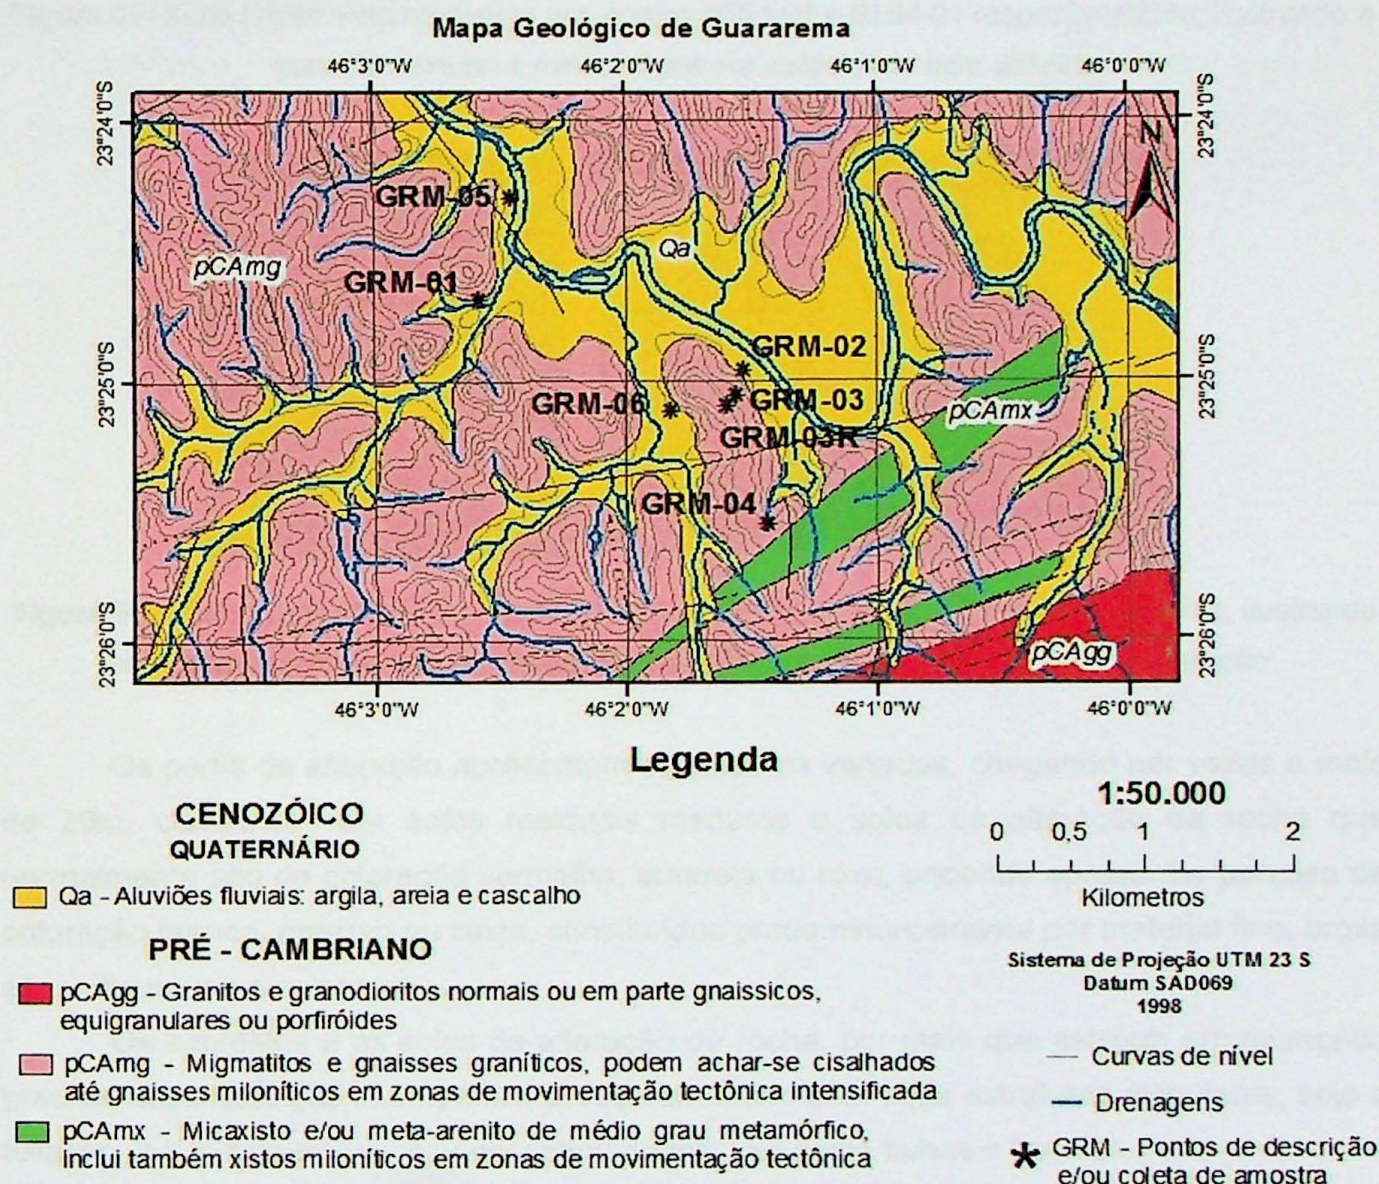 Mapa Geológico de Guararema
46°3'0"W 46°2'0"W 46°1'0"W 46°0'0"W
23°24'0"S 23°24'0"S
N
GRM-05
Qa
pCAmg
GRM-01
GRM-02
23°25'0"S 23°25'0"S
GRM-06 GRM-03 pCAmx
GRM-03R
GRM-04
23°26'0"S 23°26'0"S
pCAgg
46°3'0"W 46°2'0"W 46°1'0"W 46°0'0"W
Legenda
CENOZÓICO
QUATERNÁRIO
Qa - Aluviões fluviais: argila, areia e cascalho
PRÉ - CAMBRIANO
pCAgg - Granitos e granodioritos normais ou em parte gnaissicos,
equigranulares ou porfiróides
pCAmg - Migmatitos e gnaisses graníticos, podem achar-se cisalhados
até gnaisses miloníticos em zonas de movimentação tectônica intensificada
pCAmx - Micaxisto e/ou meta-arenito de médio grau metamórfico,
inclui também xistos miloníticos em zonas de movimentação tectônica
1:50.000
0 0,5 1 2
Kilometros
Sistema de Projeção UTM 23 S
Datum SAD069
1998
Curvas de nível
Drenagens
GRM - Pontos de descrição
e/ou coleta de amostra